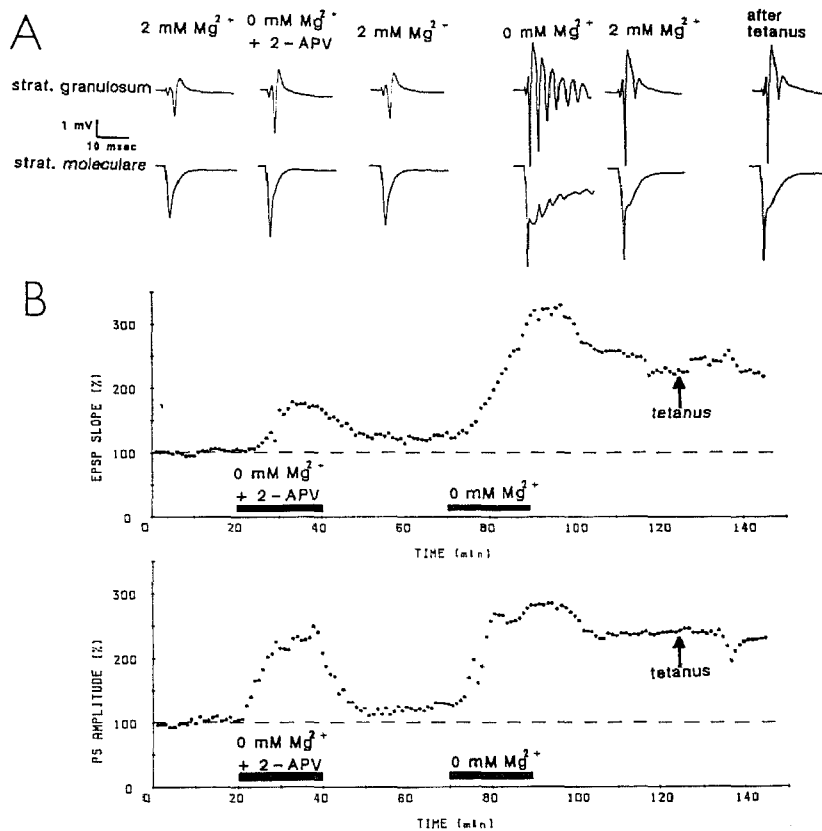 A
2 mM Mg2+
0 mM Mg2+
+ 2-APV
2 mM Mg2-
0 mM Mg2+
2 mM Mg2+
after
tetanus
strat. granulosum
1 mV
10 msec
strat. moleculare
B
EPSP SLOPE (%)
300
200
100
0
0 mM Mg2+
+ 2-APV
0 mM Mg2+
tetanus
0 20 40 60 80 100 120 140
TIME (min)
PS AMPLITUDE (%)
300
200
100
0
0 mM Mg2+
+ 2-APV
0 mM Mg2+
tetanus
0 20 40 60 80 100 120 140
TIME (min)